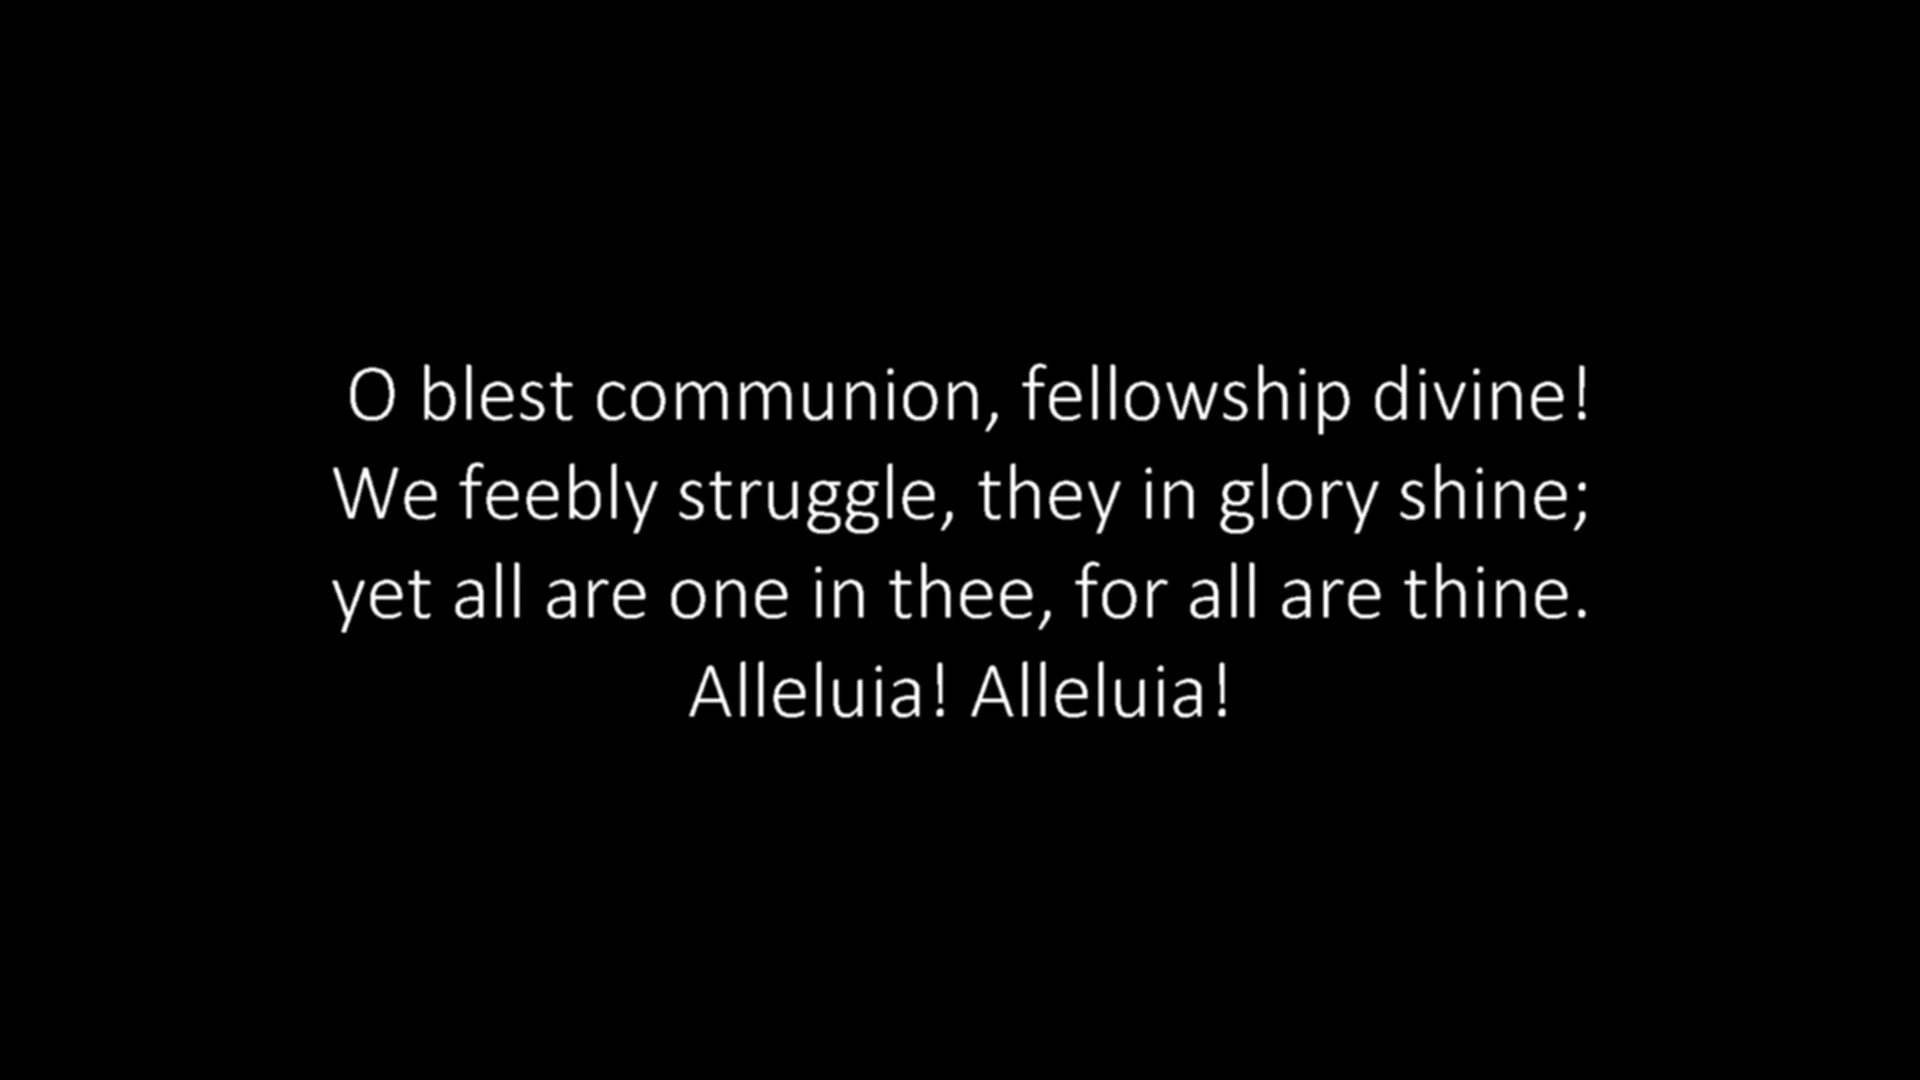 O blest communion, fellowship divine!
We feebly struggle, they in glory shine;
yet all are one in thee, for all are thine.
Alleluia! Alleluia!